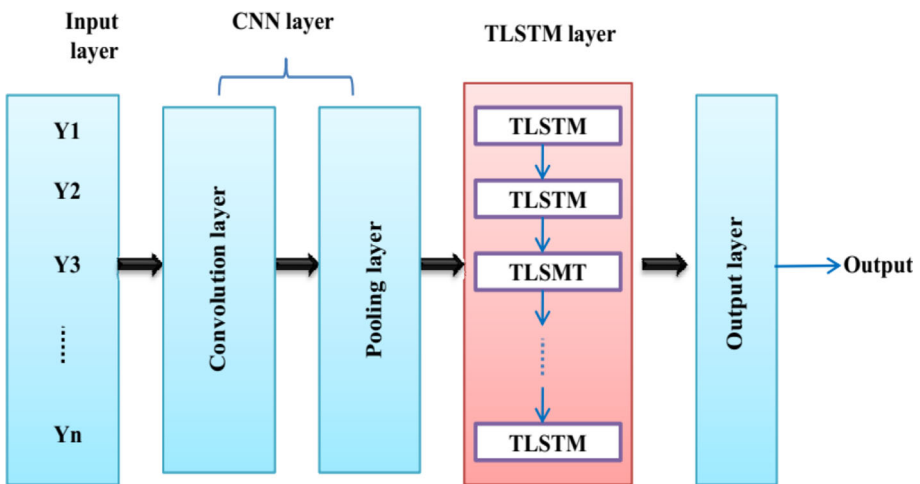 Input
layer
CNN layer
TLSTM layer
Y1
Y2
Y3
......
Yn
Convolution layer
Pooling layer
TLSTM
TLSTM
TLSMT
......
TLSTM
Output layer
Output